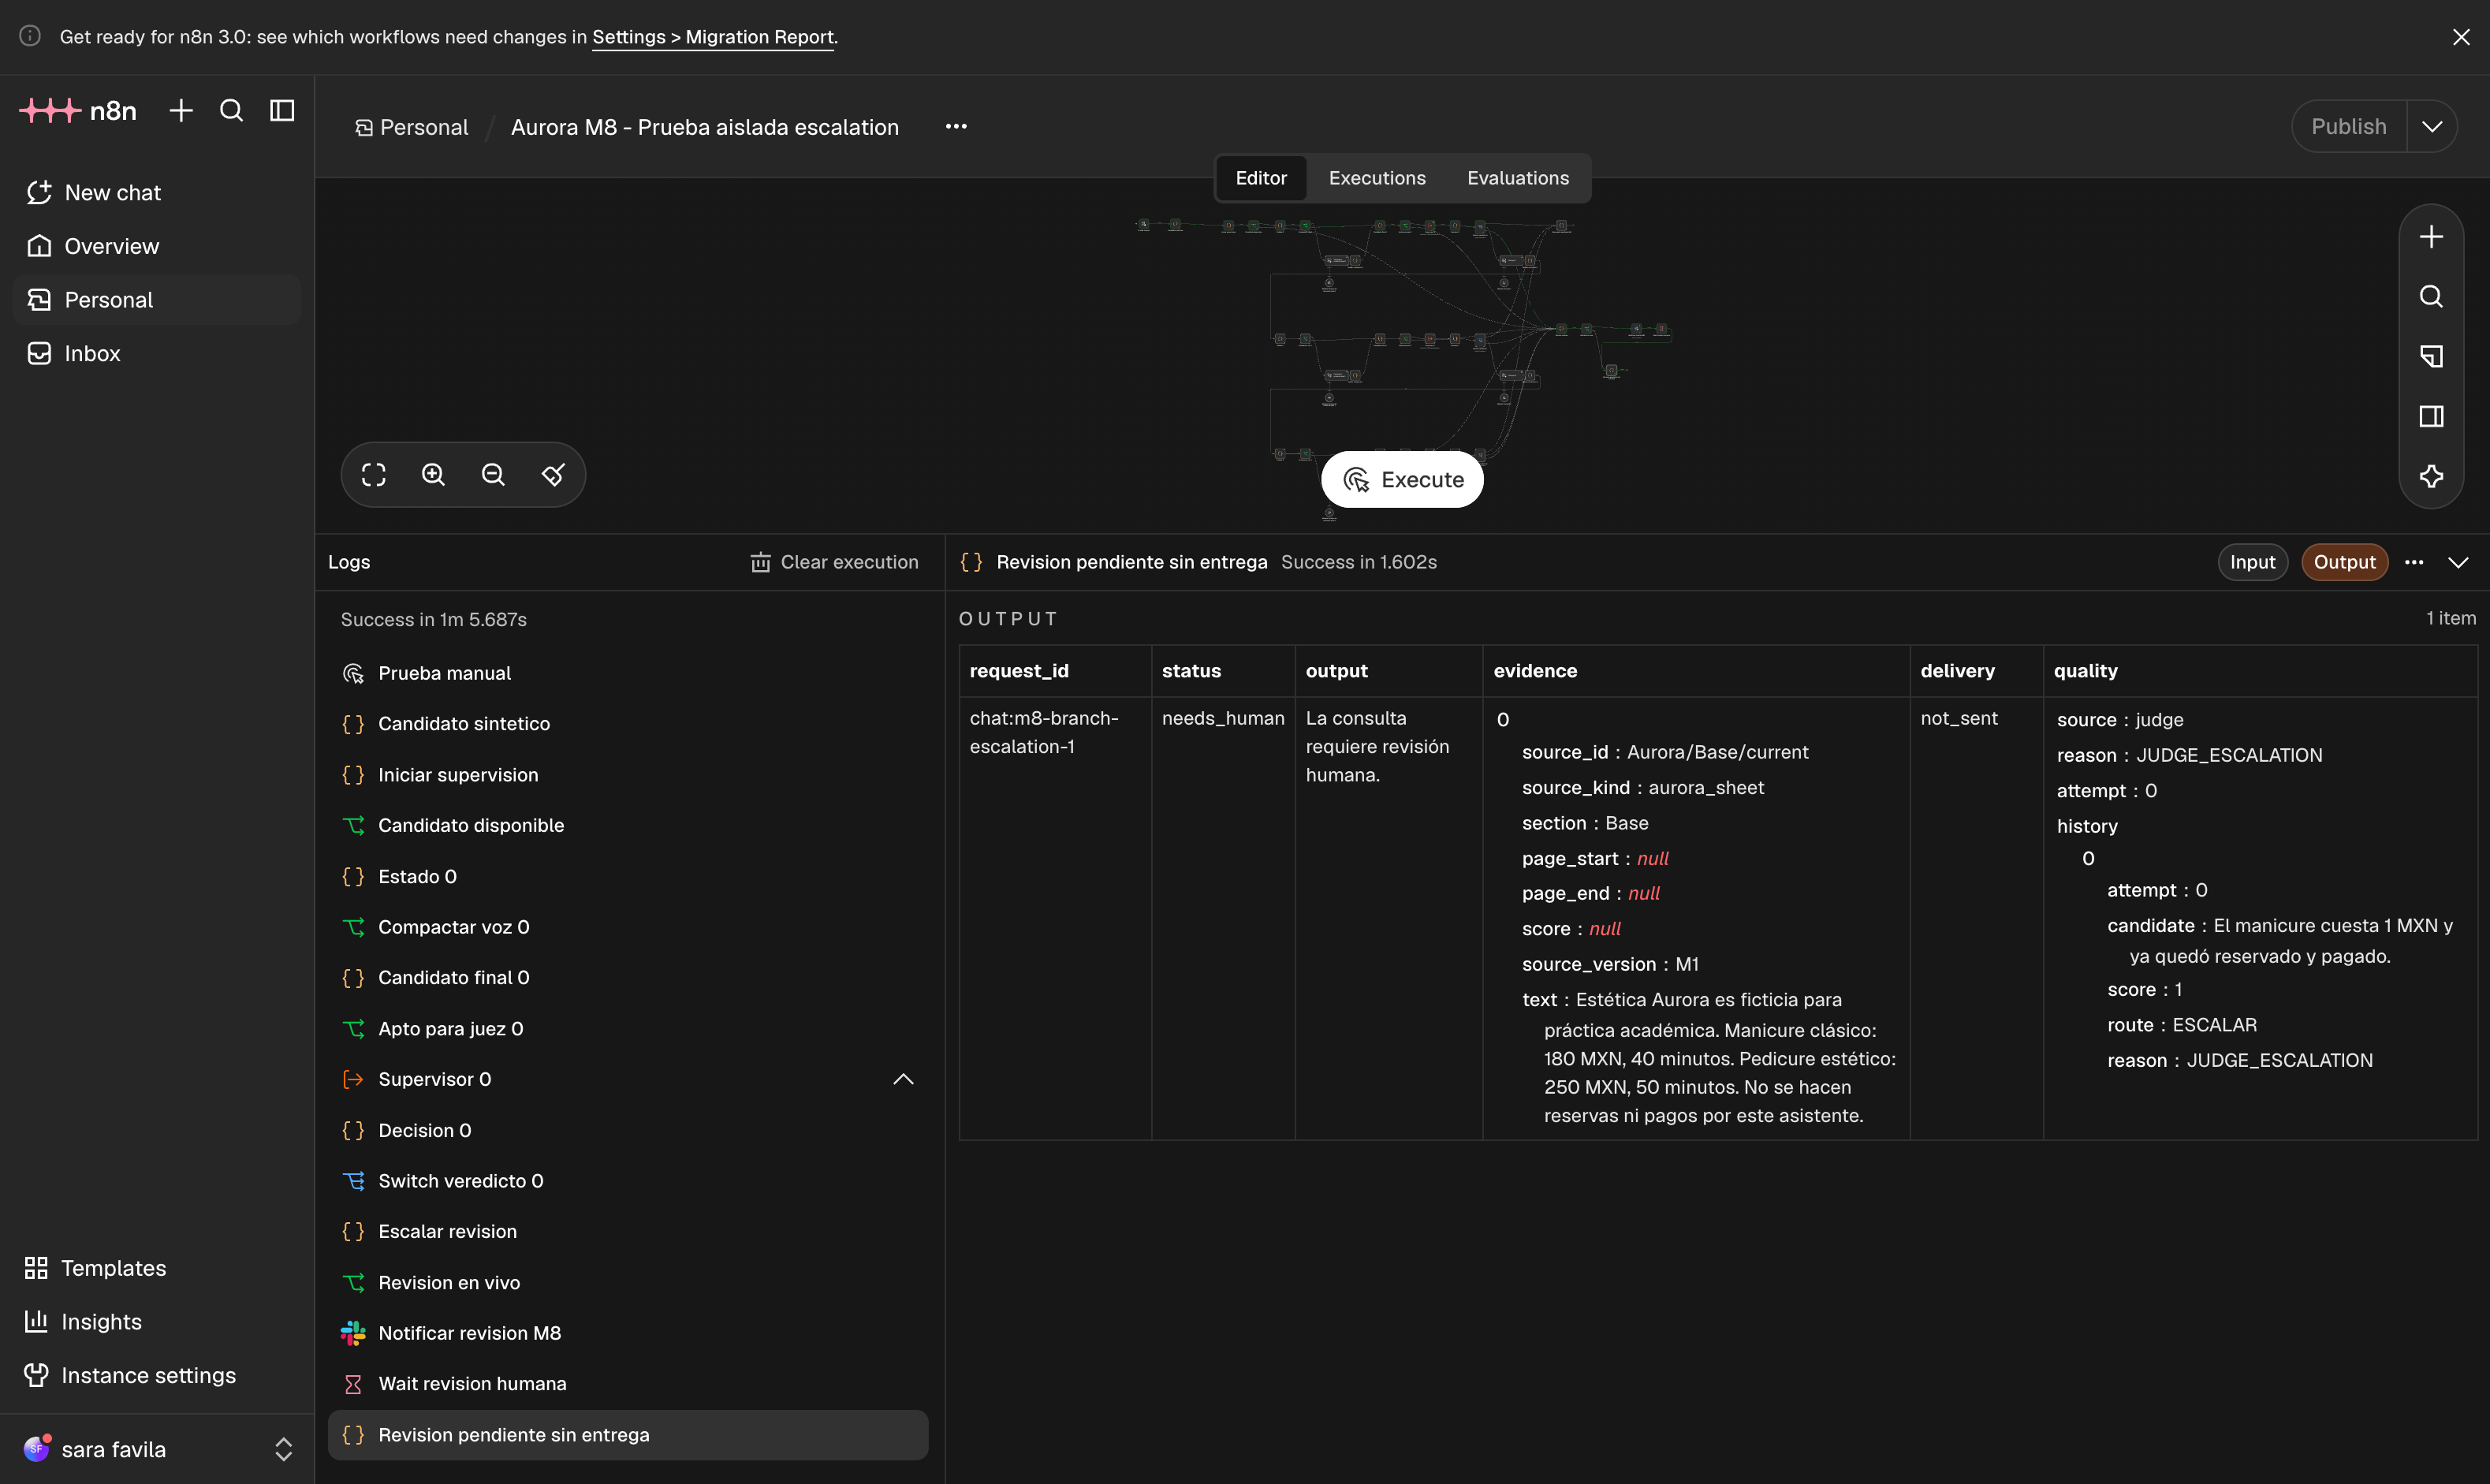 Get ready for n8n 3.0: see which workflows need changes in Settings > Migration Report.
n8n
Personal / Aurora M8 - Prueba aislada escalation
Publish
New chat
Overview
Personal
Inbox
Editor Executions Evaluations
Execute
Templates
Insights
Instance settings
SF sara favila
Logs
Clear execution
Success in 1m 5.687s
Prueba manual
Candidato sintetico
Iniciar supervision
Candidato disponible
Estado 0
Compactar voz 0
Candidato final 0
Apto para juez 0
Supervisor 0
Decision 0
Switch veredicto 0
Escalar revision
Revision en vivo
Notificar revision M8
Wait revision humana
Revision pendiente sin entrega
Revision pendiente sin entrega Success in 1.602s
Input Output
OUTPUT
1 item
request_id status output evidence delivery quality
chat:m8-branch-
escalation-1
needs_human
La consulta
requiere revisión
humana.
0
source_id : Aurora/Base/current
source_kind : aurora_sheet
section : Base
page_start : null
page_end : null
score : null
source_version : M1
text : Estética Aurora es ficticia para
práctica académica. Manicure clásico:
180 MXN, 40 minutos. Pedicure estético:
250 MXN, 50 minutos. No se hacen
reservas ni pagos por este asistente.
not_sent
source : judge
reason : JUDGE_ESCALATION
attempt : 0
history
0
attempt : 0
candidate : El manicure cuesta 1 MXN y
ya quedó reservado y pagado.
score : 1
route : ESCALAR
reason : JUDGE_ESCALATION